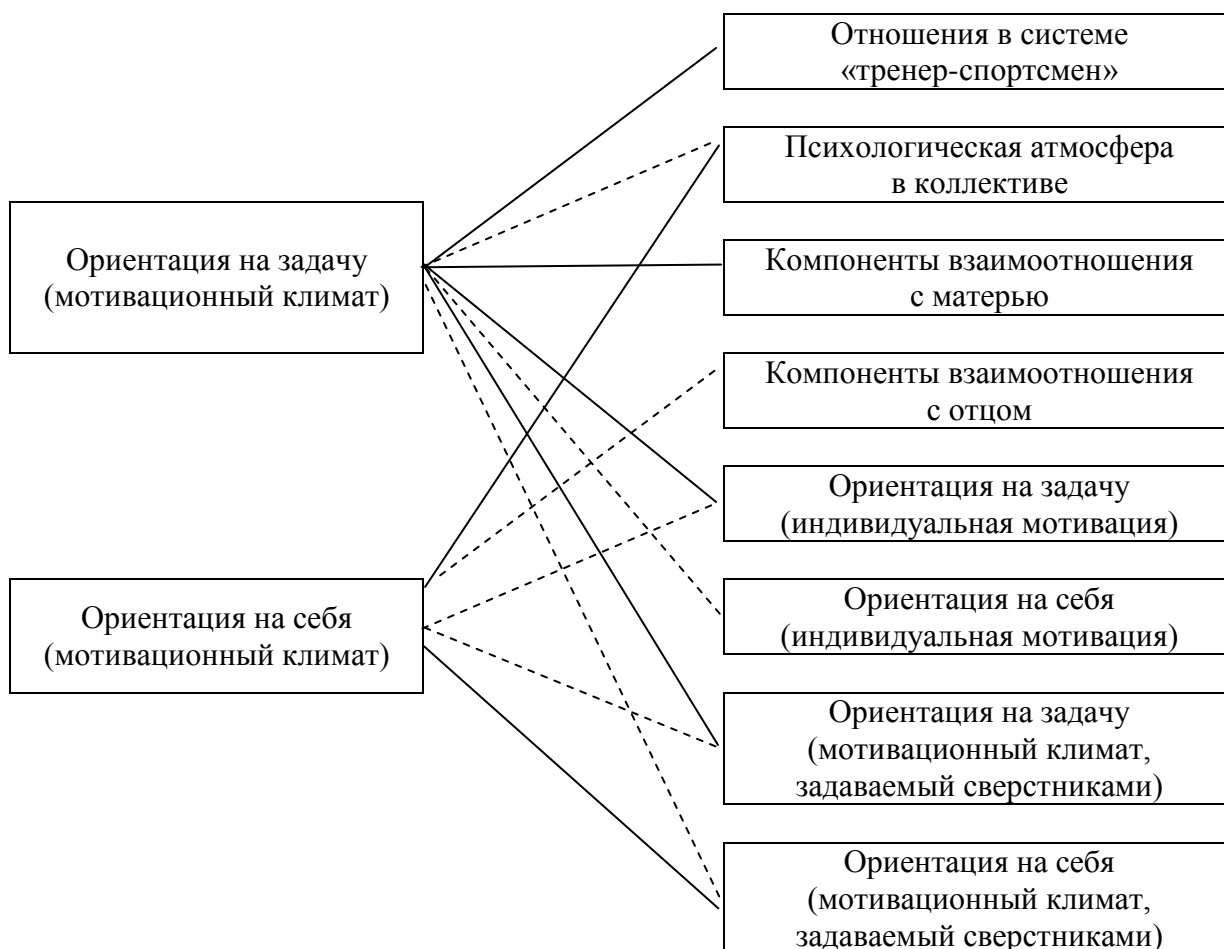 Отношения в системе
«тренер-спортсмен»
Психологическая атмосфера
в коллективе
Ориентация на задачу
(мотивационный климат)
Компоненты взаимоотношения
с матерью
Компоненты взаимоотношения
с отцом
Ориентация на задачу
(индивидуальная мотивация)
Ориентация на себя
(мотивационный климат)
Ориентация на себя
(индивидуальная мотивация)
Ориентация на задачу
(мотивационный климат,
задаваемый сверстниками)
Ориентация на себя
(мотивационный климат,
задаваемый сверстниками)